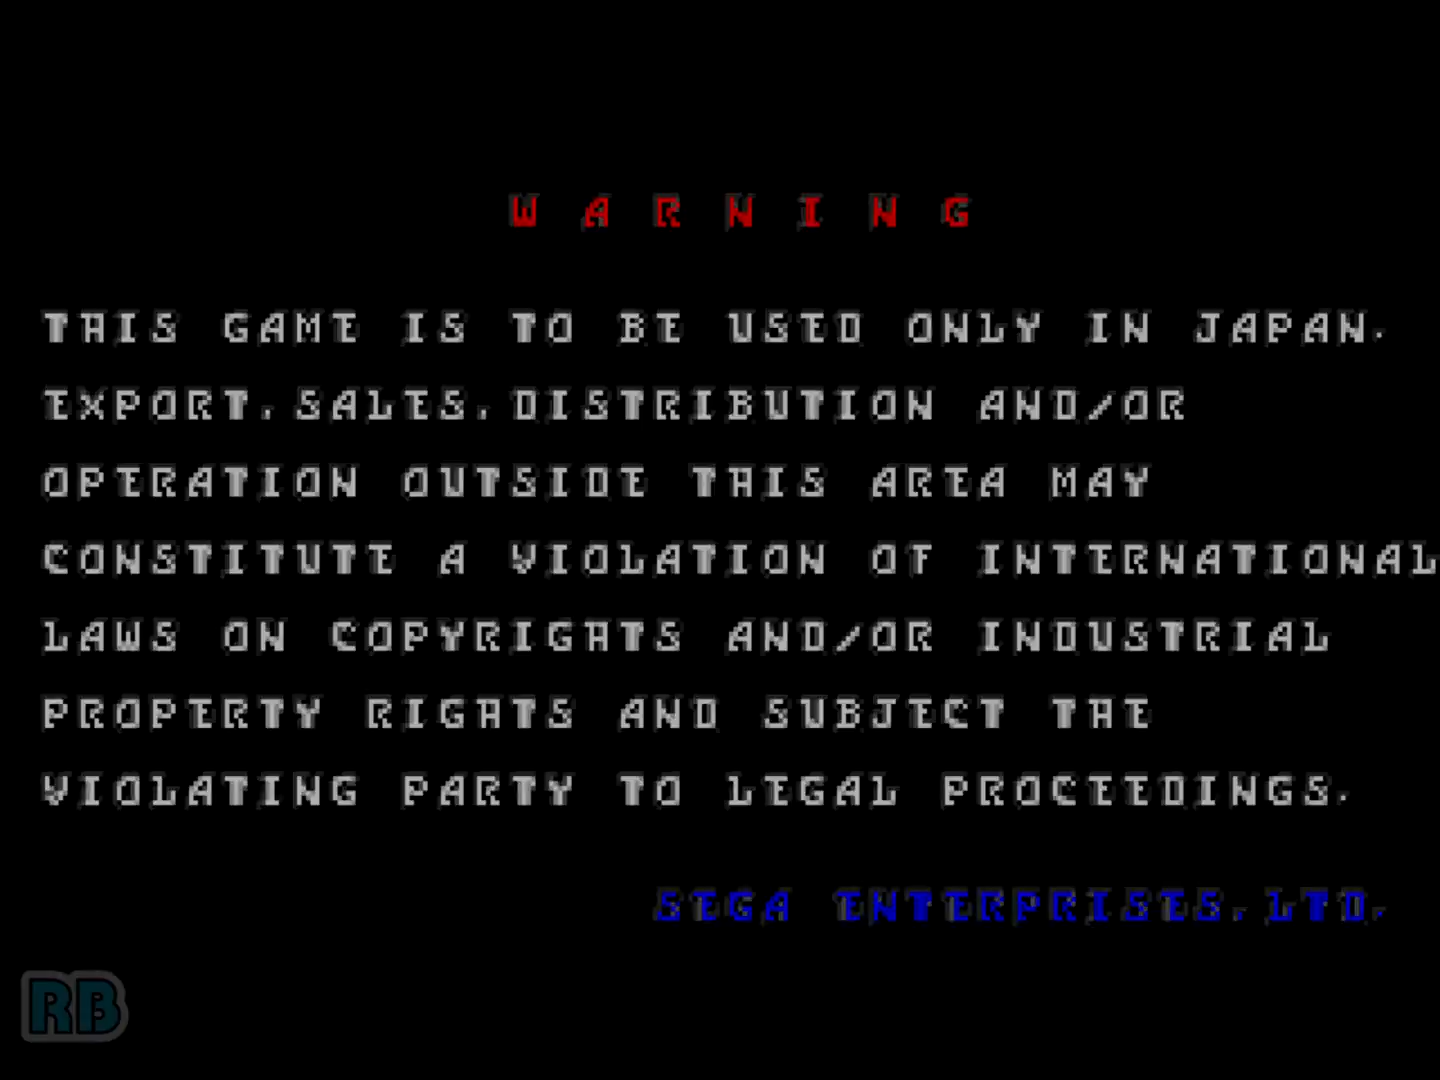 W A R N I N G
THIS GAME IS TO BE USED ONLY IN JAPAN.
EXPORT,SALES,DISTRIBUTION AND/OR
OPERATION OUTSIDE THIS AREA MAY
CONSTITUTE A VIOLATION OF INTERNATIONAL
LAWS ON COPYRIGHTS AND/OR INDUSTRIAL
PROPERTY RIGHTS AND SUBJECT THE
VIOLATING PARTY TO LEGAL PROCEEDINGS.
SEGA ENTERPRISES,LTD.
RB